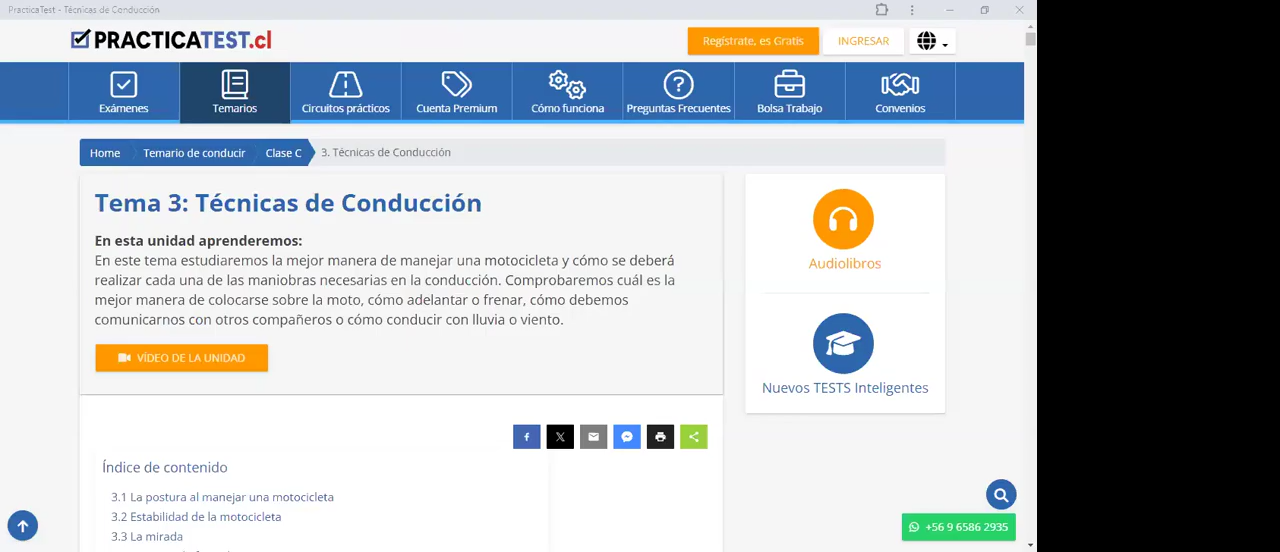 PracticaTest - Técnicas de Conducción
PRACTICATEST.cl
Regístrate, es Gratis
INGRESAR
Exámenes
Temarios
Circuitos prácticos
Cuenta Premium
Cómo funciona
Preguntas Frecuentes
Bolsa Trabajo
Convenios
Home
Temario de conducir
Clase C
3. Técnicas de Conducción
Tema 3: Técnicas de Conducción
En esta unidad aprenderemos:
En este tema estudiaremos la mejor manera de manejar una motocicleta y cómo se deberá
realizar cada una de las maniobras necesarias en la conducción. Comprobaremos cuál es la
mejor manera de colocarse sobre la moto, cómo adelantar o frenar, cómo debemos
comunicarnos con otros compañeros o cómo conducir con lluvia o viento.
VÍDEO DE LA UNIDAD
Audiolibros
Nuevos TESTS Inteligentes
Índice de contenido
3.1 La postura al manejar una motocicleta
3.2 Estabilidad de la motocicleta
3.3 La mirada
+56 9 6586 2935